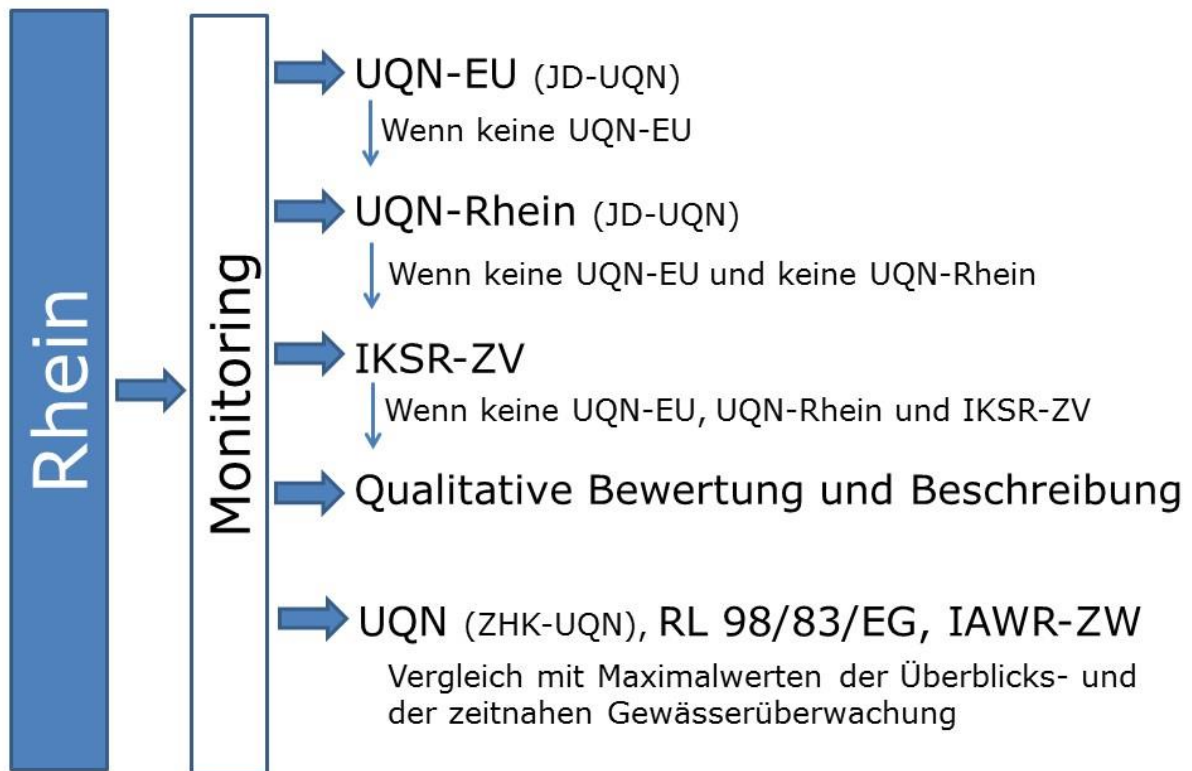 Rhein
Monitoring
UQN-EU (JD-UQN)
Wenn keine UQN-EU
UQN-Rhein (JD-UQN)
Wenn keine UQN-EU und keine UQN-Rhein
IKSR-ZV
Wenn keine UQN-EU, UQN-Rhein und IKSR-ZV
Qualitative Bewertung und Beschreibung
UQN (ZHK-UQN), RL 98/83/EG, IAWR-ZW
Vergleich mit Maximalwerten der Überblicks- und
der zeitnahen Gewässerüberwachung